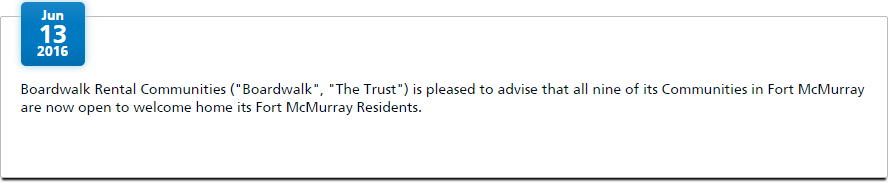 Jun
13
2016
Boardwalk Rental Communities ("Boardwalk", "The Trust") is pleased to advise that all nine of its Communities in Fort McMurray
are now open to welcome home its Fort McMurray Residents.